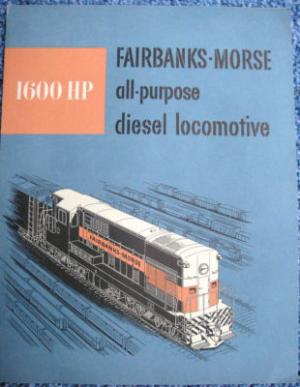 1600 HP
FAIRBANKS-MORSE
all-purpose
diesel locomotive
FAIRBANKS-MORSE